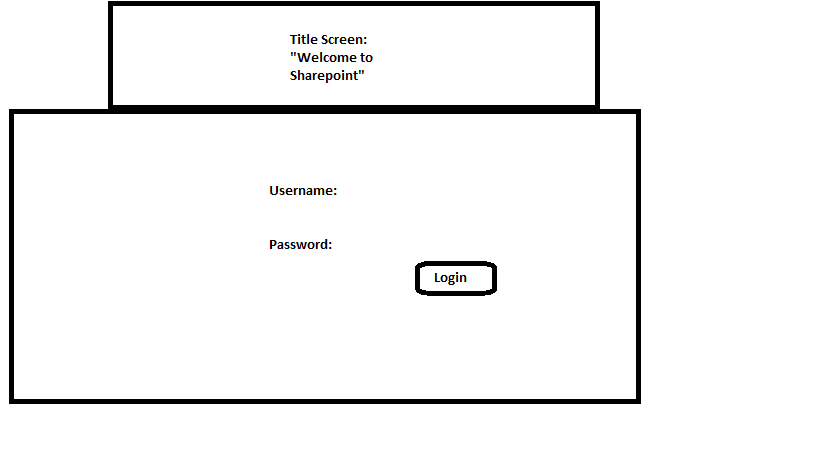 Title Screen:
"Welcome to
Sharepoint"
Username:
Password:
Login